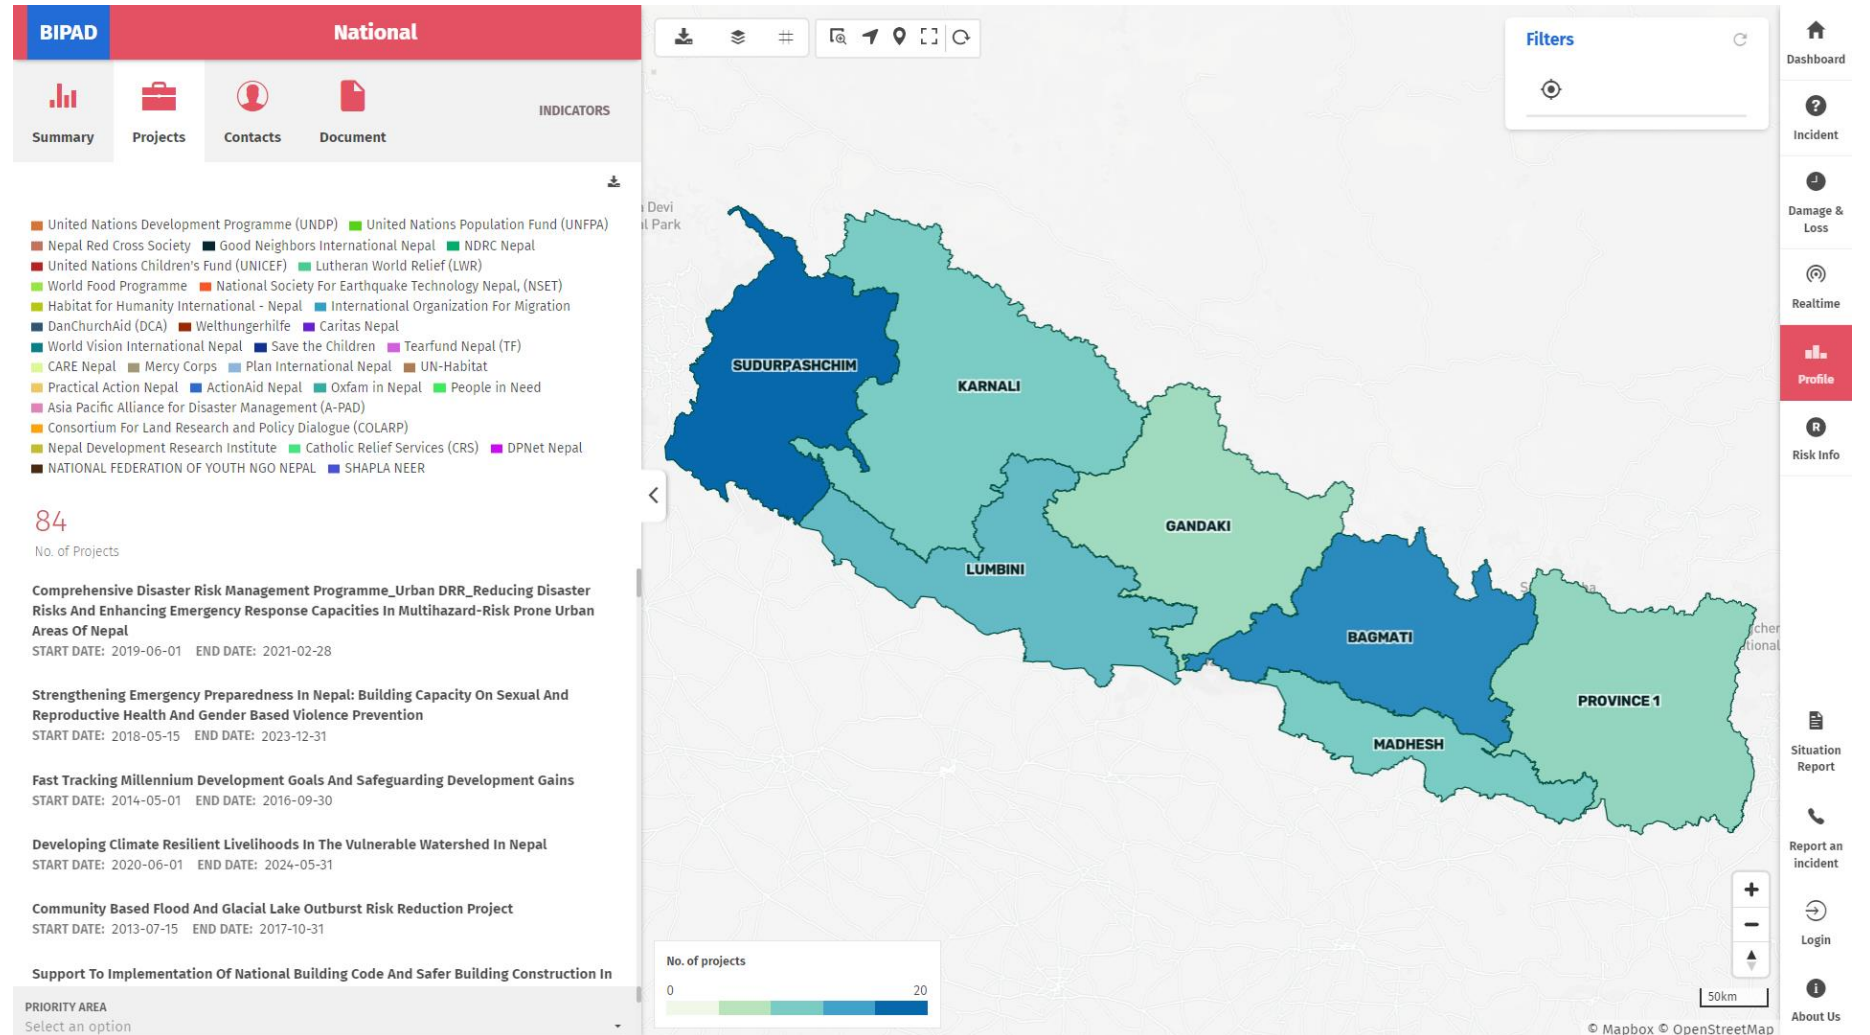 BIPAD
National
Summary
Projects
Contacts
Document
INDICATORS
United Nations Development Programme (UNDP) United Nations Population Fund (UNFPA)
Nepal Red Cross Society Good Neighbors International Nepal NDRC Nepal
United Nations Children's Fund (UNICEF) Lutheran World Relief (LWR)
World Food Programme National Society For Earthquake Technology Nepal, (NSET)
Habitat for Humanity International - Nepal International Organization For Migration
DanChurchAid (DCA) Welthungerhilfe Caritas Nepal
World Vision International Nepal Save the Children Tearfund Nepal (TF)
CARE Nepal Mercy Corps Plan International Nepal UN-Habitat
Practical Action Nepal ActionAid Nepal Oxfam in Nepal People in Need
Asia Pacific Alliance for Disaster Management (A-PAD)
Consortium For Land Research and Policy Dialogue (COLARP)
Nepal Development Research Institute Catholic Relief Services (CRS) DPNet Nepal
NATIONAL FEDERATION OF YOUTH NGO NEPAL SHAPLA NEER
84
No. of Projects
Comprehensive Disaster Risk Management Programme_Urban DRR_Reducing Disaster
Risks And Enhancing Emergency Response Capacities In Multihazard-Risk Prone Urban
Areas Of Nepal
START DATE: 2019-06-01 END DATE: 2021-02-28
Strengthening Emergency Preparedness In Nepal: Building Capacity On Sexual And
Reproductive Health And Gender Based Violence Prevention
START DATE: 2018-05-15 END DATE: 2023-12-31
Fast Tracking Millennium Development Goals And Safeguarding Development Gains
START DATE: 2014-05-01 END DATE: 2016-09-30
Developing Climate Resilient Livelihoods In The Vulnerable Watershed In Nepal
START DATE: 2020-06-01 END DATE: 2024-05-31
Community Based Flood And Glacial Lake Outburst Risk Reduction Project
START DATE: 2013-07-15 END DATE: 2017-10-31
Support To Implementation Of National Building Code And Safer Building Construction In
PRIORITY AREA
Select an option
Devi
Park
SUDURPASHCHIM
KARNALI
GANDAKI
LUMBINI
BAGMATI
PROVINCE 1
MADHESH
No. of projects
0 20
50km
© Mapbox © OpenStreetMap
Filters
Dashboard
Incident
Damage &
Loss
Realtime
Profile
R
Risk Info
Situation
Report
Report an
incident
Login
About Us